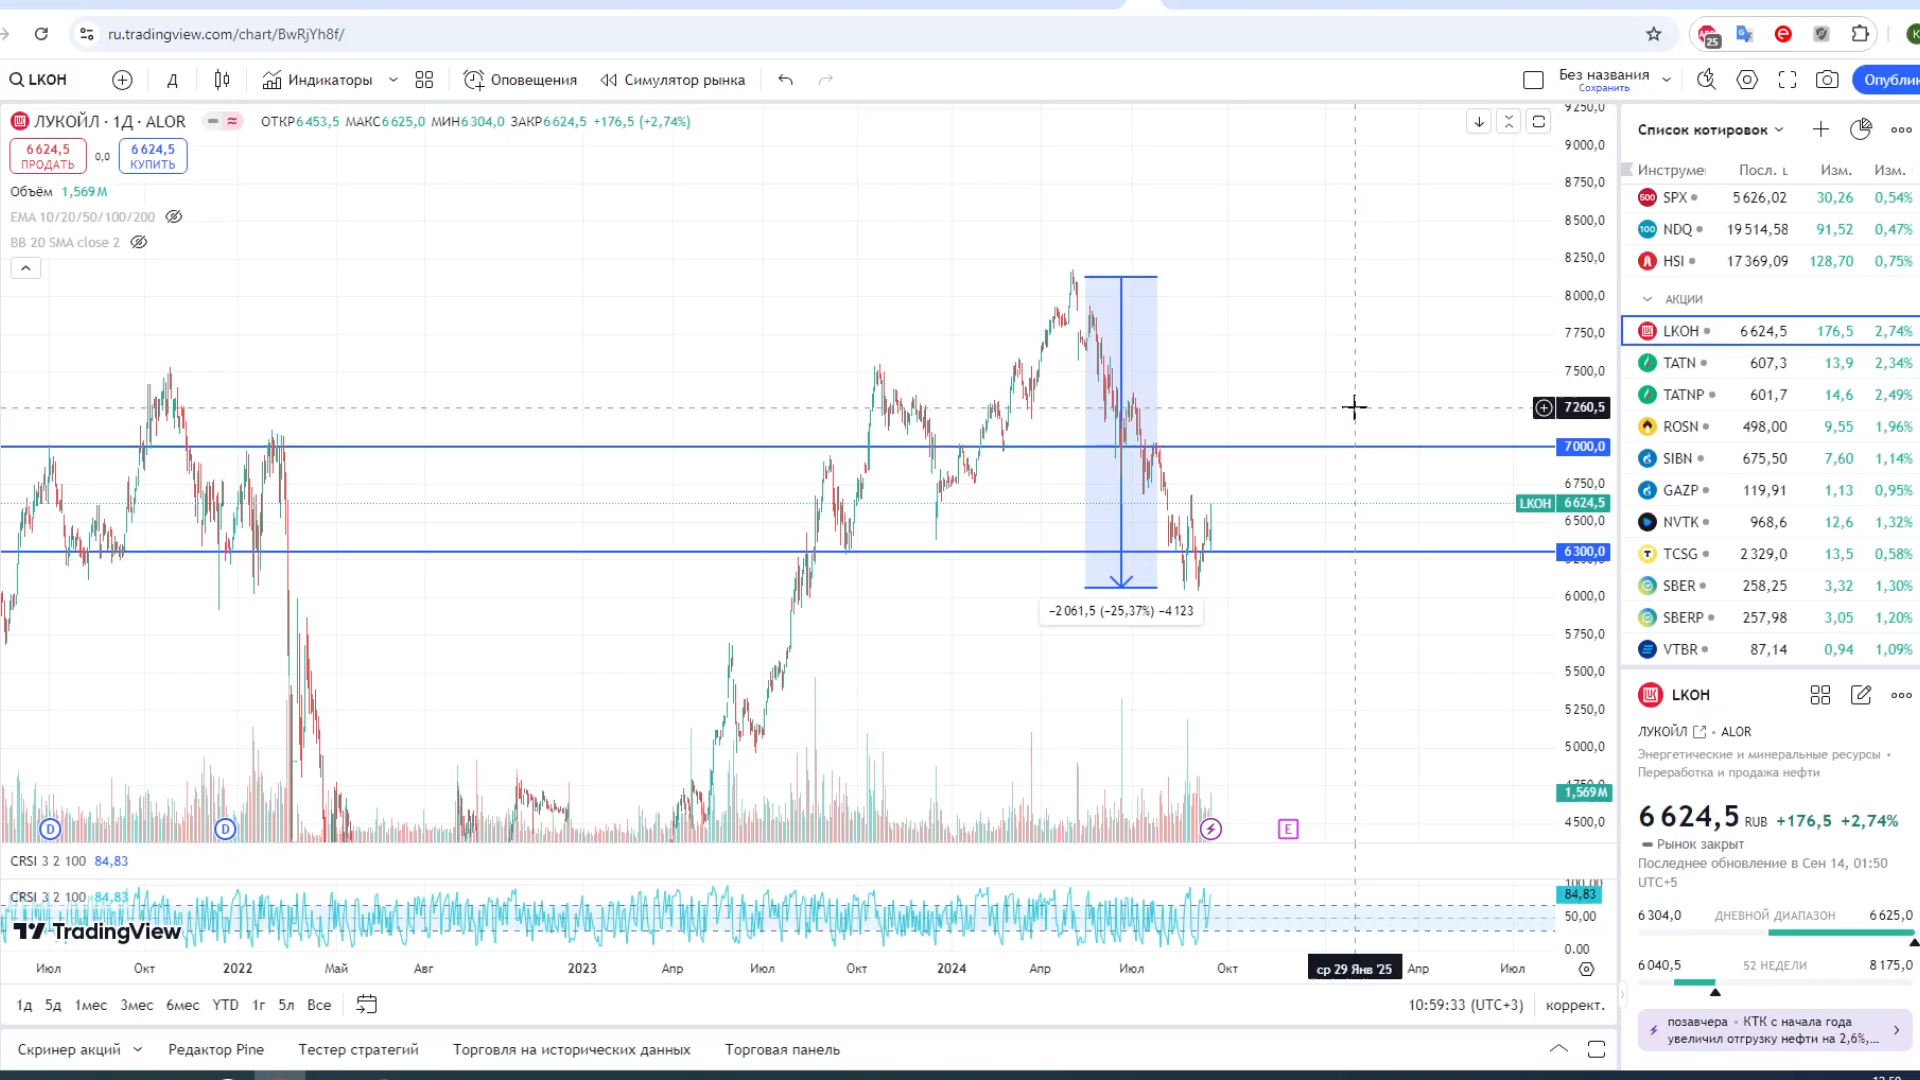 ru.tradingview.com/chart/BwRjYh8f/
25
K
LKOH
Д
Индикаторы
Оповещения
Симулятор рынка
Без названия
Сохранить
Опублик
ЛУКОЙЛ · 1Д · ALOR
ОТКР6 453,5 МАКС6 625,0 МИН6 304,0 ЗАКР6 624,5 +176,5 (+2,74%)
6 624,5
ПРОДАТЬ
0,0
6 624,5
КУПИТЬ
Объём 1,569 M
EMA 10/20/50/100/200
BB 20 SMA close 2
9 250,0
9 000,0
8 750,0
8 500,0
8 250,0
8 000,0
7 750,0
7 500,0
7 260,5
7 000,0
6 750,0
LKOH 6 624,5
6 500,0
6 300,0
6 000,0
5 750,0
5 500,0
5 250,0
5 000,0
4 750,0
1,569 M
4 500,0
−2 061,5 (−25,37%) −4 123
D
D
E
CRSI 3 2 100 84,83
CRSI 3 2 100 84,83
100,00
84,83
50,00
0.00
TradingView
Июл
Окт
2022
Май
Авг
2023
Апр
Июл
Окт
2024
Апр
Июл
Окт
ср 29 Янв '25
Апр
Июл
1д 5д 1мес 3мес 6мес YTD 1г 5л Все
10:59:33 (UTC+3)
коррект.
Скринер акций
Редактор Pine
Тестер стратегий
Торговля на исторических данных
Торговая панель
Список котировок
Инструме Посл. Изм. Изм.
500 SPX 5 626,02 30,26 0,54%
100 NDQ 19 514,58 91,52 0,47%
HSI 17 369,09 128,70 0,75%
АКЦИИ
LKOH 6 624,5 176,5 2,74%
TATN 607,3 13,9 2,34%
TATNP 601,7 14,6 2,49%
ROSN 498,00 9,55 1,96%
SIBN 675,50 7,60 1,14%
GAZP 119,91 1,13 0,95%
NVTK 968,6 12,6 1,32%
TCSG 2 329,0 13,5 0,58%
SBER 258,25 3,32 1,30%
SBERP 257,98 3,05 1,20%
VTBR 87,14 0,94 1,09%
LKOH
ЛУКОЙЛ • ALOR
Энергетические и минеральные ресурсы •
Переработка и продажа нефти
6 624,5 RUB +176,5 +2,74%
Рынок закрыт
Последнее обновление в Сен 14, 01:50
UTC+5
6 304,0 ДНЕВНОЙ ДИАПАЗОН 6 625,0
6 040,5 52 НЕДЕЛИ 8 175,0
позавчера • КТК с начала года
увеличил отгрузку нефти на 2,6%,...